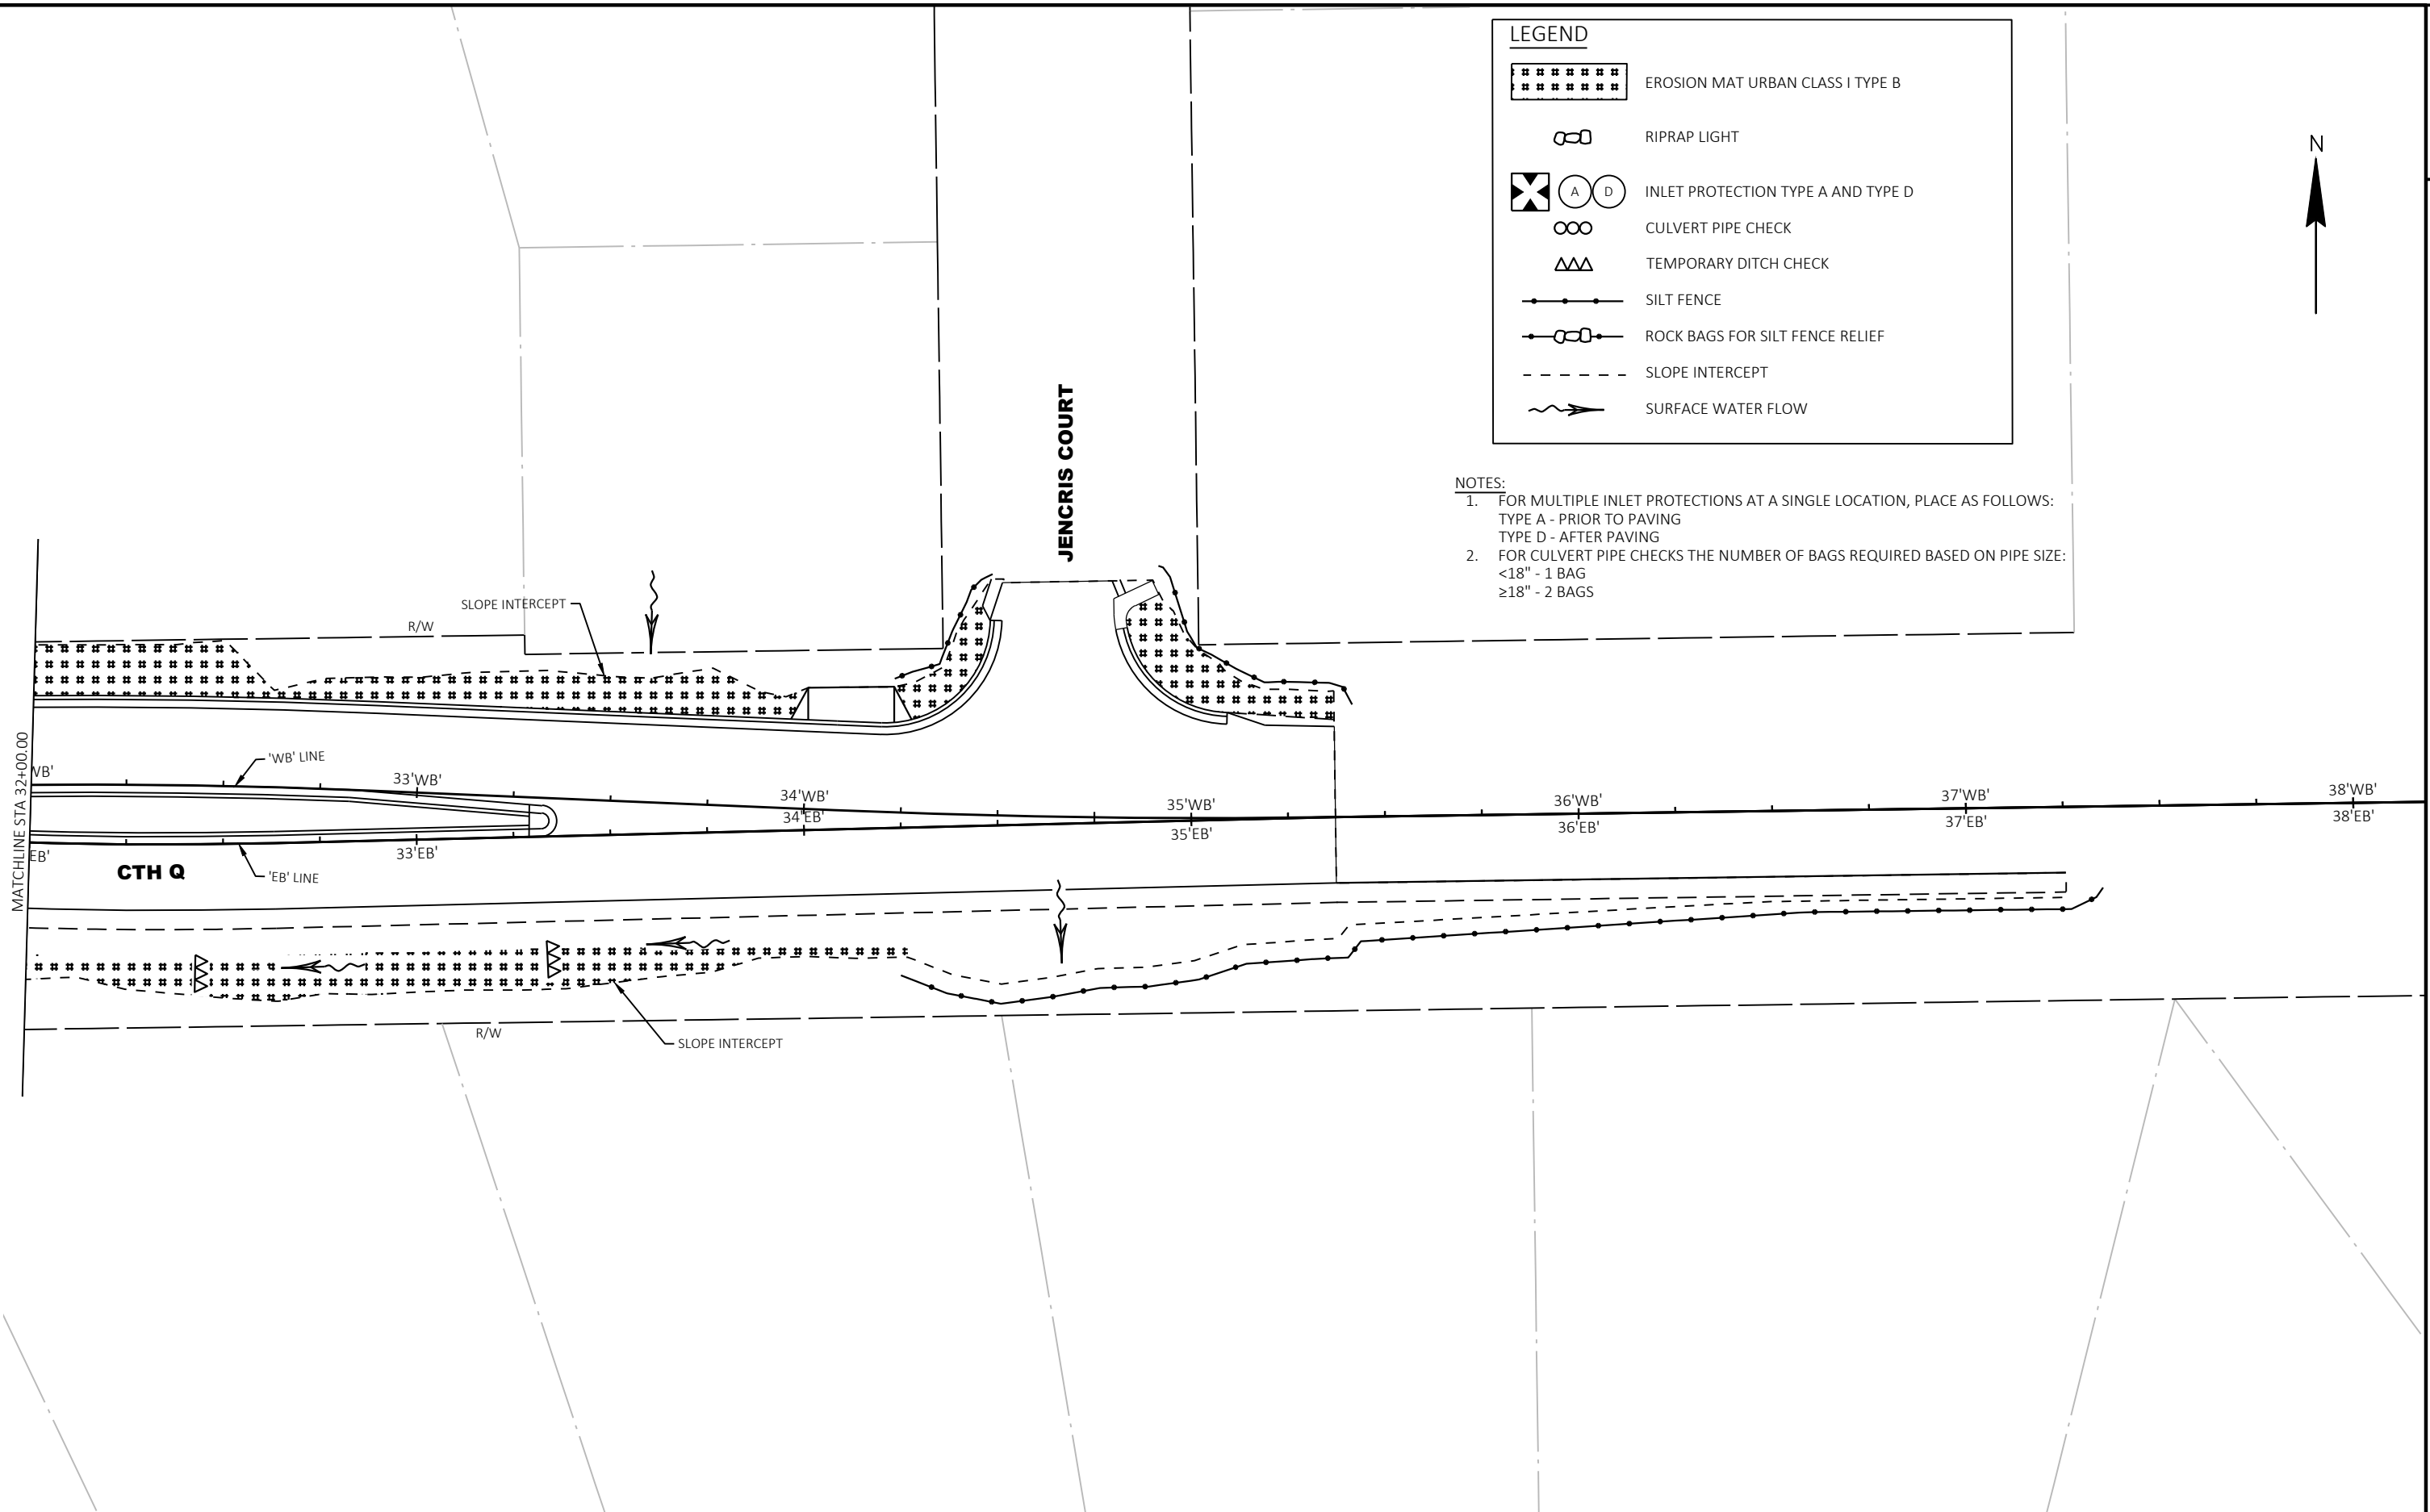 LEGEND
EROSION MAT URBAN CLASS I TYPE B
RIPRAP LIGHT
A D INLET PROTECTION TYPE A AND TYPE D
CULVERT PIPE CHECK
TEMPORARY DITCH CHECK
SILT FENCE
ROCK BAGS FOR SILT FENCE RELIEF
SLOPE INTERCEPT
SURFACE WATER FLOW
N
NOTES:
1. FOR MULTIPLE INLET PROTECTIONS AT A SINGLE LOCATION, PLACE AS FOLLOWS:
TYPE A - PRIOR TO PAVING
TYPE D - AFTER PAVING
2. FOR CULVERT PIPE CHECKS THE NUMBER OF BAGS REQUIRED BASED ON PIPE SIZE:
<18" - 1 BAG
≥18" - 2 BAGS
JENCRIS COURT
SLOPE INTERCEPT
R/W
MATCHLINE STA 32+00.00
'WB' LINE
WB'
33'WB'
34'WB'
35'WB'
36'WB'
37'WB'
38'WB'
EB'
33'EB'
34'EB'
35'EB'
36'EB'
37'EB'
38'EB'
CTH Q
'EB' LINE
R/W
SLOPE INTERCEPT